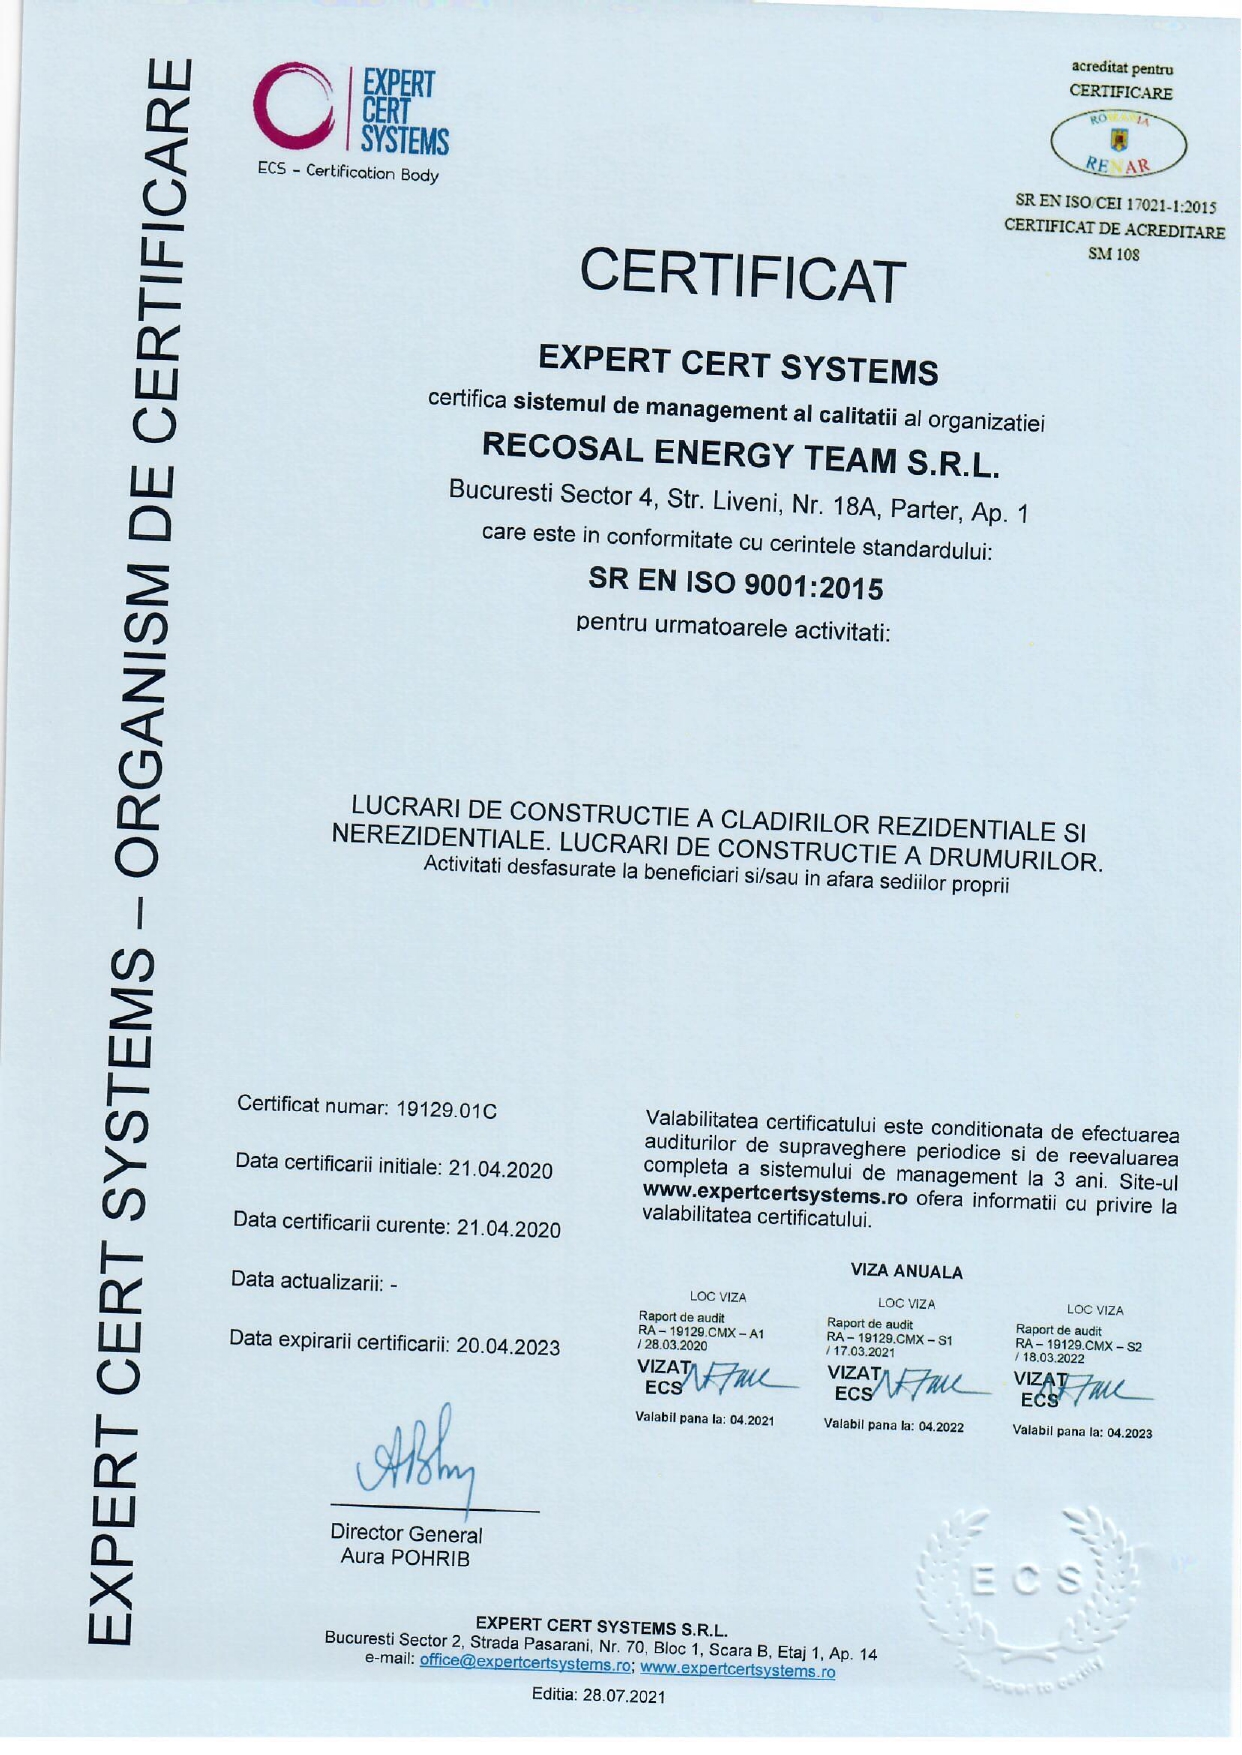 EXPERT CERT SYSTEMS – ORGANISM DE CERTIFICARE
EXPERT
CERT
SYSTEMS
ECS - Certification Body
acreditat pentru
CERTIFICARE
ROMANIA
RENAR
SR EN ISO/CEI 17021-1:2015
CERTIFICAT DE ACREDITARE
SM 108
CERTIFICAT
EXPERT CERT SYSTEMS
certifica sistemul de management al calitatii al organizatiei
RECOSAL ENERGY TEAM S.R.L.
Bucuresti Sector 4, Str. Liveni, Nr. 18A, Parter, Ap. 1
care este in conformitate cu cerintele standardului:
SR EN ISO 9001:2015
pentru urmatoarele activitati:
LUCRARI DE CONSTRUCTIE A CLADIRILOR REZIDENTIALE SI
NEREZIDENTIALE. LUCRARI DE CONSTRUCTIE A DRUMURILOR.
Activitati desfasurate la beneficiari si/sau in afara sediilor proprii
Certificat numar: 19129.01C
Data certificarii initiale: 21.04.2020
Data certificarii curente: 21.04.2020
Data actualizarii: -
Data expirarii certificarii: 20.04.2023
Valabilitatea certificatului este conditionata de efectuarea
auditurilor de supraveghere periodice si de reevaluarea
completa a sistemului de management la 3 ani. Site-ul
www.expertcertsystems.ro ofera informatii cu privire la
valabilitatea certificatului.
VIZA ANUALA
LOC VIZA
Raport de audit
RA – 19129.CMX – A1
/ 28.03.2020
VIZAT
ECS
Valabil pana la: 04.2021
LOC VIZA
Raport de audit
RA – 19129.CMX – S1
/ 17.03.2021
VIZAT
ECS
Valabil pana la: 04.2022
LOC VIZA
Raport de audit
RA – 19129.CMX – S2
/ 18.03.2022
VIZAT
ECS
Valabil pana la: 04.2023
Director General
Aura POHRIB
ECS
The power to certify
EXPERT CERT SYSTEMS S.R.L.
Bucuresti Sector 2, Strada Pasarani, Nr. 70, Bloc 1, Scara B, Etaj 1, Ap. 14
e-mail: office@expertcertsystems.ro; www.expertcertsystems.ro
Editia: 28.07.2021